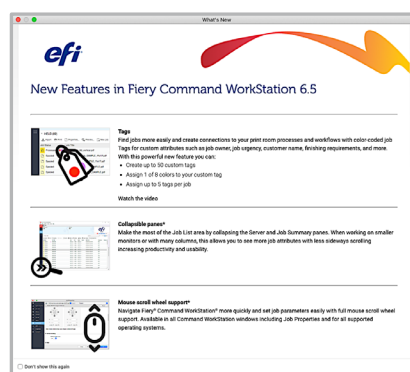 What's New
efi
New Features in Fiery Command WorkStation 6.5
Tags
Find jobs more easily and create connections to your print room processes and workflows with color-coded job
Tags for custom attributes such as job owner, job urgency, customer name, finishing requirements, and more.
With this powerful new feature you can:
• Create up to 50 custom tags
• Assign 1 of 8 colors to your custom tag
• Assign up to 5 tags per job
Watch the video
Collapsible panes*
Make the most of the Job List area by collapsing the Server and Job Summary panes. When working on smaller
monitors or with many columns, this allows you to see more job attributes with less sideways scrolling
increasing productivity and usability.
Mouse scroll wheel support*
Navigate Fiery® Command WorkStation® more quickly and set job parameters easily with full mouse scroll wheel
support. Available in all Command WorkStation windows including Job Properties and for all supported
operating systems.
Don't show this again